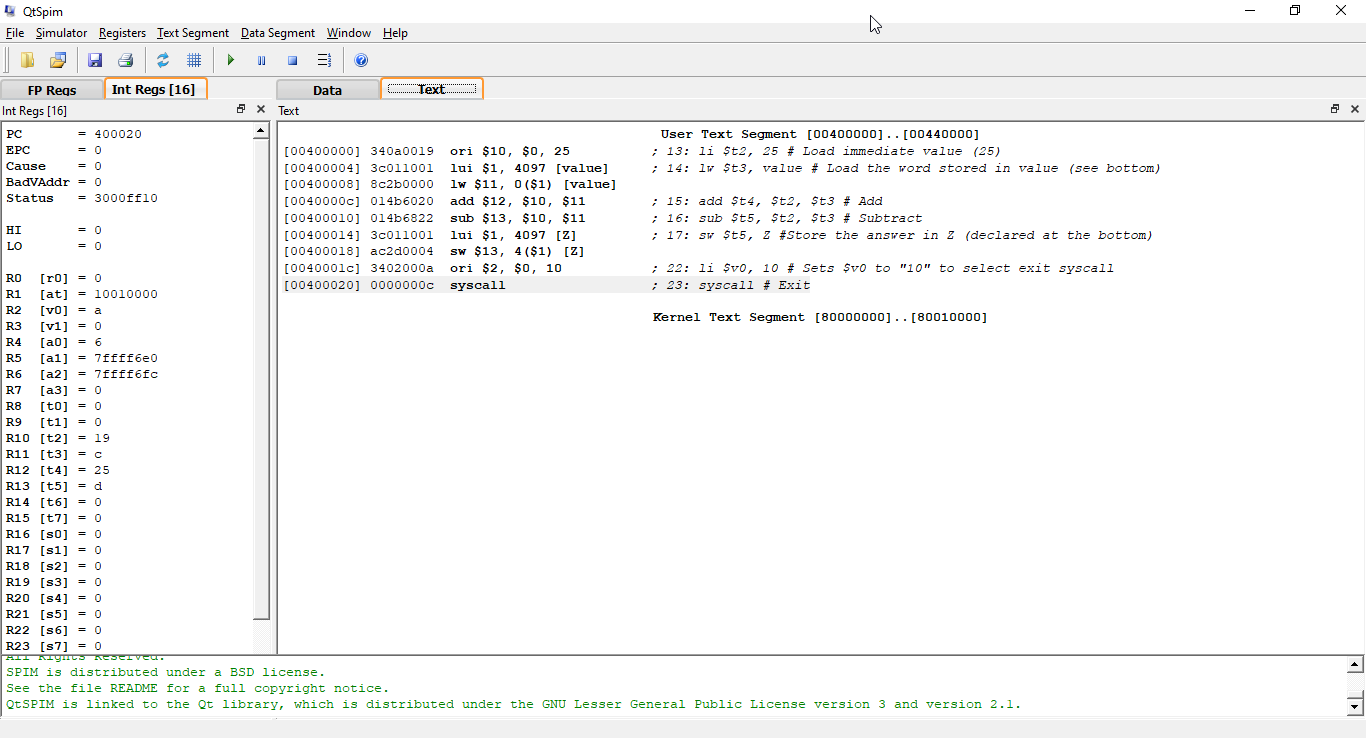 QtSpim
File Simulator Registers Text Segment Data Segment Window Help
FP Regs Int Regs [16] Data Text
Int Regs [16]
PC = 400020
EPC = 0
Cause = 0
BadVAddr = 0
Status = 3000ff10
HI = 0
LO = 0
R0 [r0] = 0
R1 [at] = 10010000
R2 [v0] = a
R3 [v1] = 0
R4 [a0] = 6
R5 [a1] = 7ffff6e0
R6 [a2] = 7ffff6fc
R7 [a3] = 0
R8 [t0] = 0
R9 [t1] = 0
R10 [t2] = 19
R11 [t3] = c
R12 [t4] = 25
R13 [t5] = d
R14 [t6] = 0
R15 [t7] = 0
R16 [s0] = 0
R17 [s1] = 0
R18 [s2] = 0
R19 [s3] = 0
R20 [s4] = 0
R21 [s5] = 0
R22 [s6] = 0
R23 [s7] = 0
Text
User Text Segment [00400000]..[00440000]
[00400000] 340a0019 ori $10, $0, 25 ; 13: li $t2, 25 # Load immediate value (25)
[00400004] 3c011001 lui $1, 4097 [value] ; 14: lw $t3, value # Load the word stored in value (see bottom)
[00400008] 8c2b0000 lw $11, 0($1) [value]
[0040000c] 014b6020 add $12, $10, $11 ; 15: add $t4, $t2, $t3 # Add
[00400010] 014b6822 sub $13, $10, $11 ; 16: sub $t5, $t2, $t3 # Subtract
[00400014] 3c011001 lui $1, 4097 [Z] ; 17: sw $t5, Z #Store the answer in Z (declared at the bottom)
[00400018] ac2d0004 sw $13, 4($1) [Z]
[0040001c] 3402000a ori $2, $0, 10 ; 22: li $v0, 10 # Sets $v0 to "10" to select exit syscall
[00400020] 0000000c syscall ; 23: syscall # Exit
Kernel Text Segment [80000000]..[80010000]
All Rights Reserved.
SPIM is distributed under a BSD license.
See the file README for a full copyright notice.
QtSPIM is linked to the Qt library, which is distributed under the GNU Lesser General Public License version 3 and version 2.1.